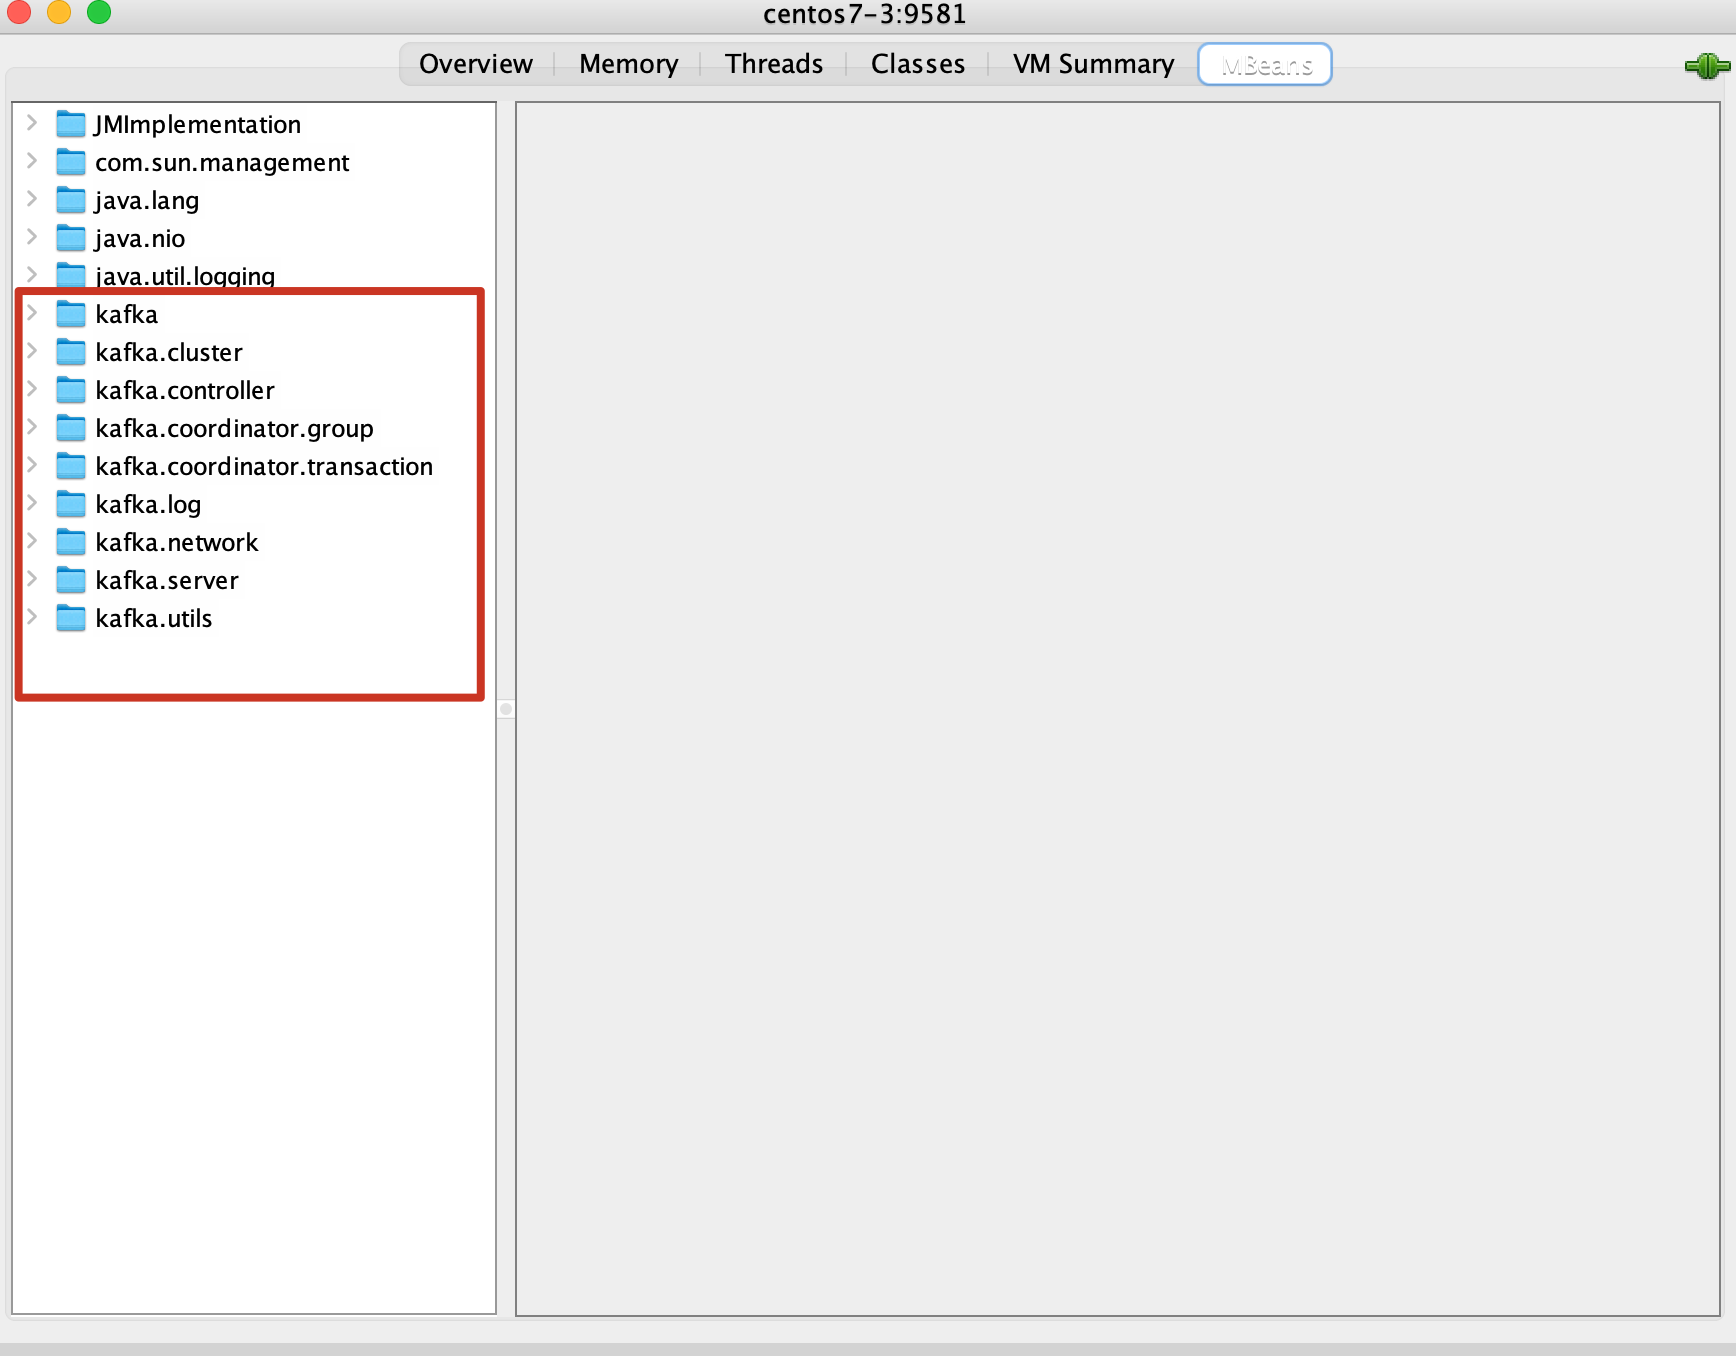 centos7-3:9581
Overview Memory Threads Classes VM Summary MBeans
JMImplementation
com.sun.management
java.lang
java.nio
java.util.logging
kafka
kafka.cluster
kafka.controller
kafka.coordinator.group
kafka.coordinator.transaction
kafka.log
kafka.network
kafka.server
kafka.utils